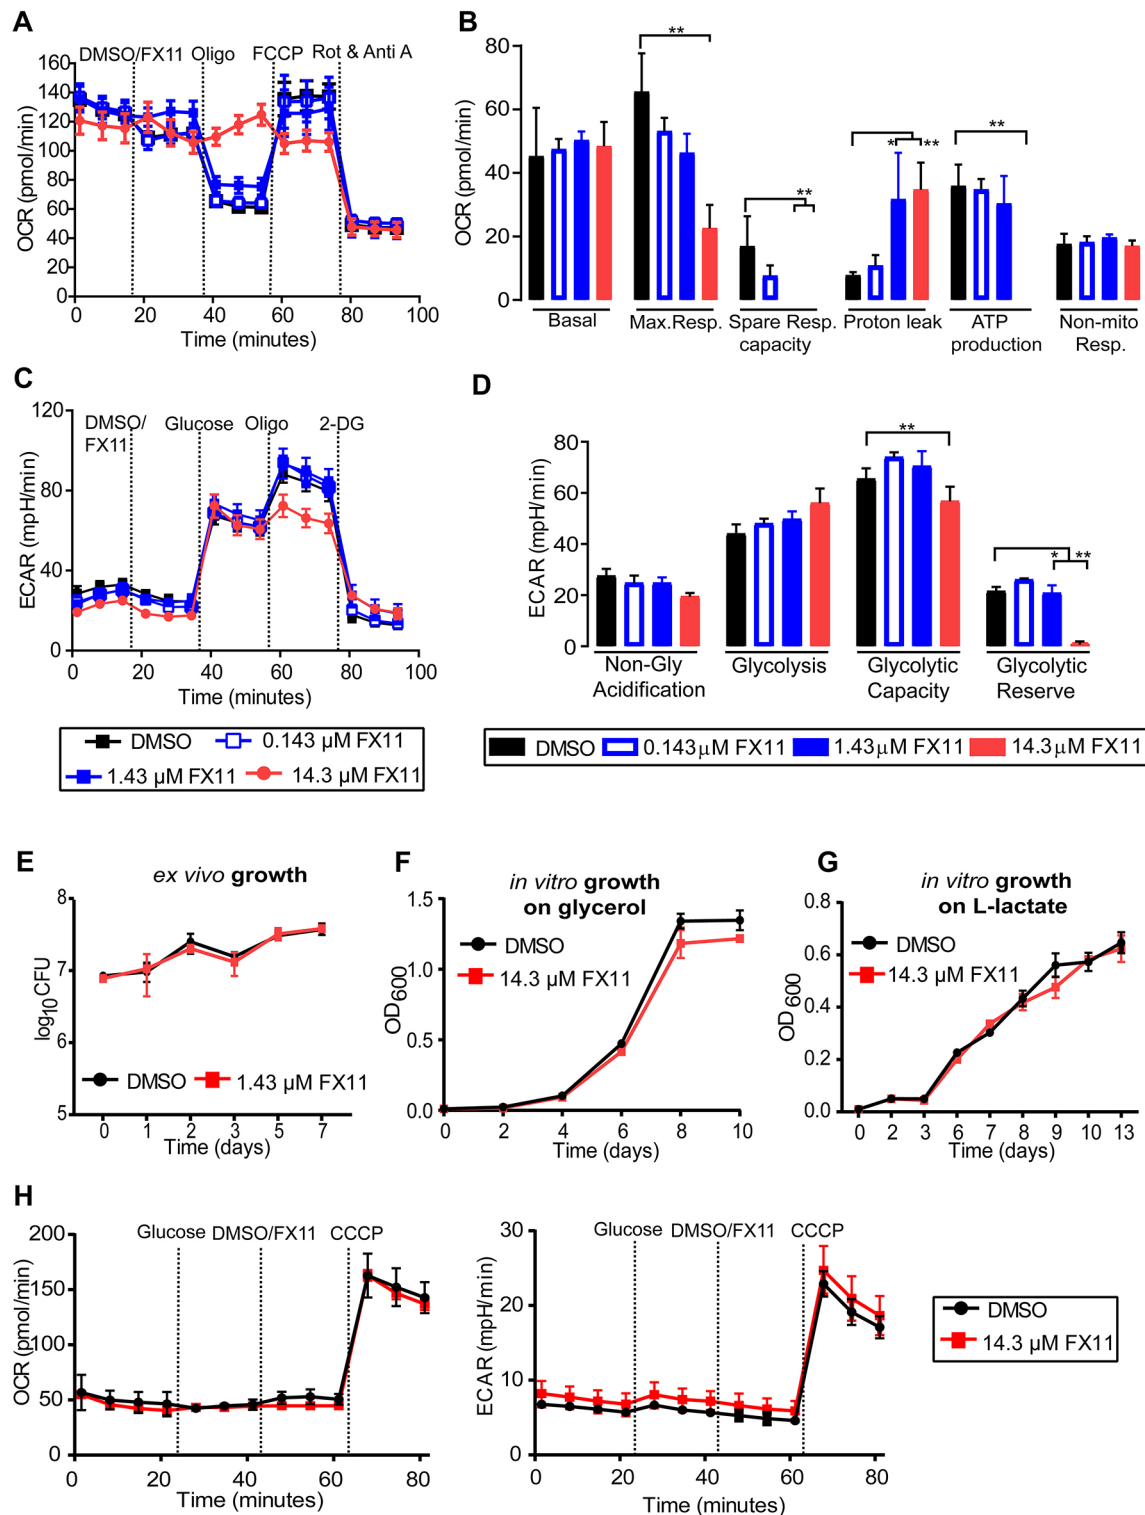 A
DMSO/FX11 Oligo FCCP Rot & Anti A
160
140
120
100
80
60
40
20
0
OCR (pmol/min)
0 20 40 60 80 100
Time (minutes)
B
80
60
40
20
0
OCR (pmol/min)
**
**
* **
**
Basal
Max.Resp.
Spare Resp. capacity
Proton leak
ATP production
Non-mito Resp.
C
DMSO/ FX11
Glucose Oligo 2-DG
120
80
40
0
ECAR (mpH/min)
0 20 40 60 80 100
Time (minutes)
DMSO 0.143 µM FX11
1.43 µM FX11 14.3 µM FX11
D
80
60
40
20
0
ECAR (mpH/min)
**
* **
Non-Gly Acidification
Glycolysis
Glycolytic Capacity
Glycolytic Reserve
DMSO 0.143µM FX11 1.43µM FX11 14.3µM FX11
E
ex vivo growth
8
7
6
5
log10CFU
DMSO 1.43 µM FX11
0 1 2 3 5 7
Time (days)
F
in vitro growth
on glycerol
DMSO
14.3 µM FX11
1.5
1.0
0.5
0.0
OD600
0 2 4 6 8 10
Time (days)
G
in vitro growth
on L-lactate
DMSO
14.3 µM FX11
0.8
0.6
0.4
0.2
0.0
OD600
0 2 3 6 7 8 9 10 13
Time (days)
H
Glucose DMSO/FX11 CCCP
200
150
100
50
0
OCR (pmol/min)
0 20 40 60 80
Time (minutes)
Glucose DMSO/FX11 CCCP
30
20
10
0
ECAR (mpH/min)
0 20 40 60 80
Time (minutes)
DMSO
14.3 µM FX11